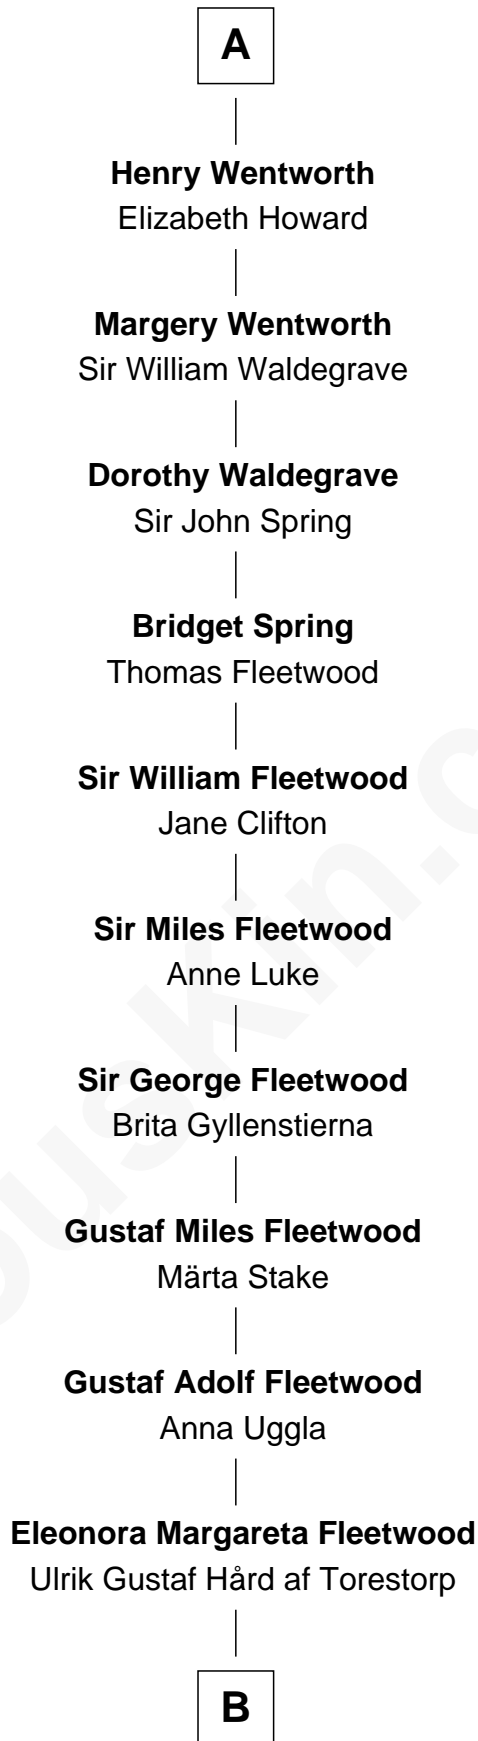 A
Henry Wentworth
Elizabeth Howard
Margery Wentworth
Sir William Waldegrave
Dorothy Waldegrave
Sir John Spring
Bridget Spring
Thomas Fleetwood
Sir William Fleetwood
Jane Clifton
Sir Miles Fleetwood
Anne Luke
Sir George Fleetwood
Brita Gyllenstierna
Gustaf Miles Fleetwood
Märta Stake
Gustaf Adolf Fleetwood
Anna Uggla
Eleonora Margareta Fleetwood
Ulrik Gustaf Hård af Torestorp
B